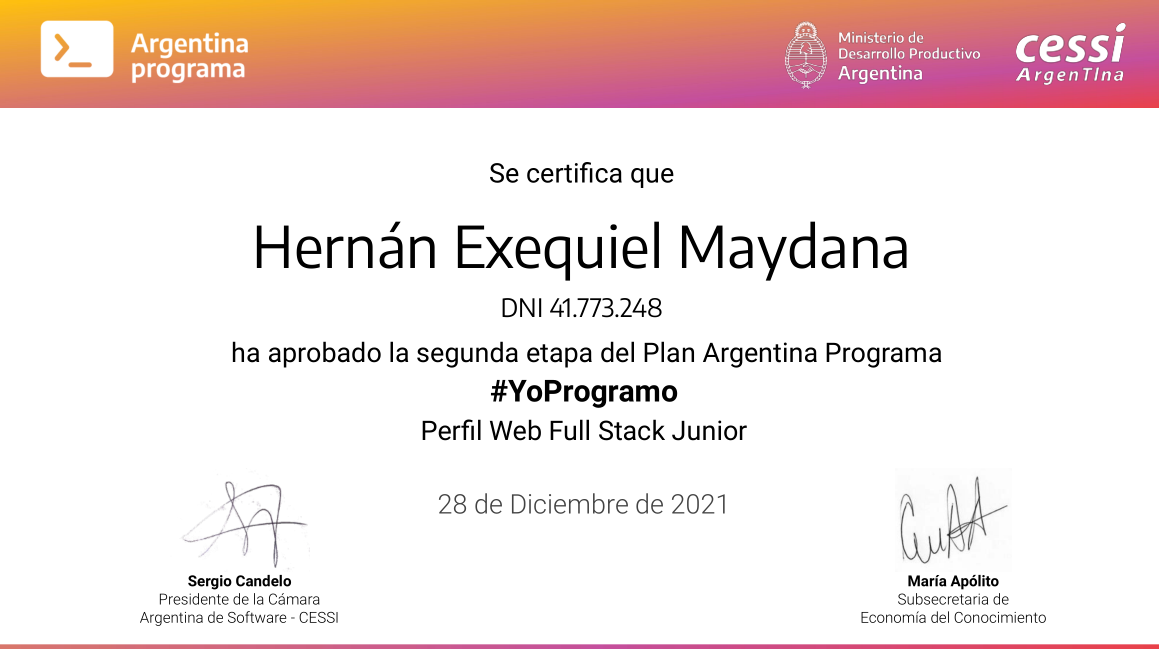 Argentina
programa
Ministerio de
Desarrollo Productivo
Argentina
cessi
ArgenTIna
Se certifica que
Hernán Exequiel Maydana
DNI 41.773.248
ha aprobado la segunda etapa del Plan Argentina Programa
#YoProgramo
Perfil Web Full Stack Junior
28 de Diciembre de 2021
Sergio Candelo
Presidente de la Cámara
Argentina de Software - CESSI
María Apólito
Subsecretaria de
Economía del Conocimiento